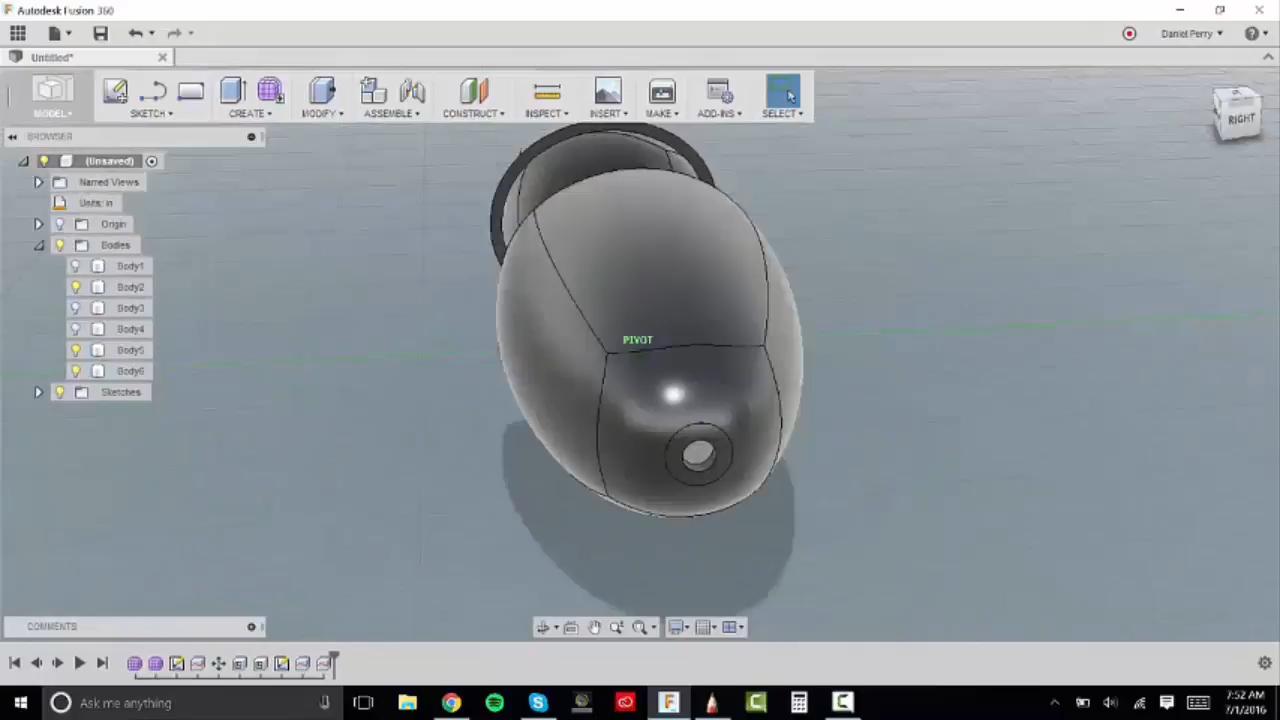 Autodesk Fusion 360
Daniel Perry
Untitled*
MODEL
SKETCH
CREATE
MODIFY
ASSEMBLE
CONSTRUCT
INSPECT
INSERT
MAKE
ADD-INS
SELECT
RIGHT
BROWSER
(Unsaved)
Named Views
Units: in
Origin
Bodies
Body1
Body2
Body3
Body4
Body5
Body6
Sketches
PIVOT
COMMENTS
Ask me anything
7:52 AM
7/1/2016